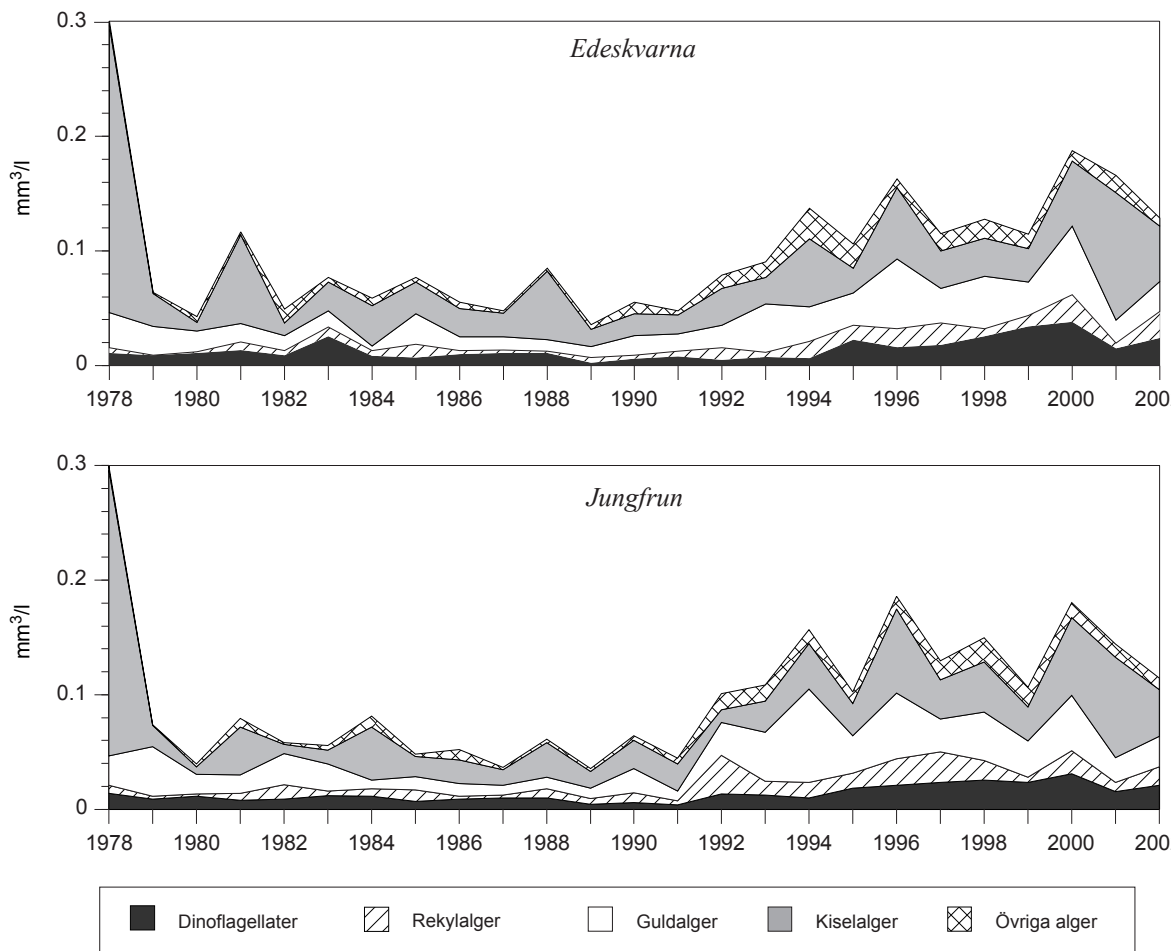 0.3
Edeskvarna
0.2
mm³/l
0.1
0
1978 1980 1982 1984 1986 1988 1990 1992 1994 1996 1998 2000 200
0.3
Jungfrun
0.2
mm³/l
0.1
0
1978 1980 1982 1984 1986 1988 1990 1992 1994 1996 1998 2000 200
Dinoflagellater Rekylalger Guldalger Kiselalger Övriga alger